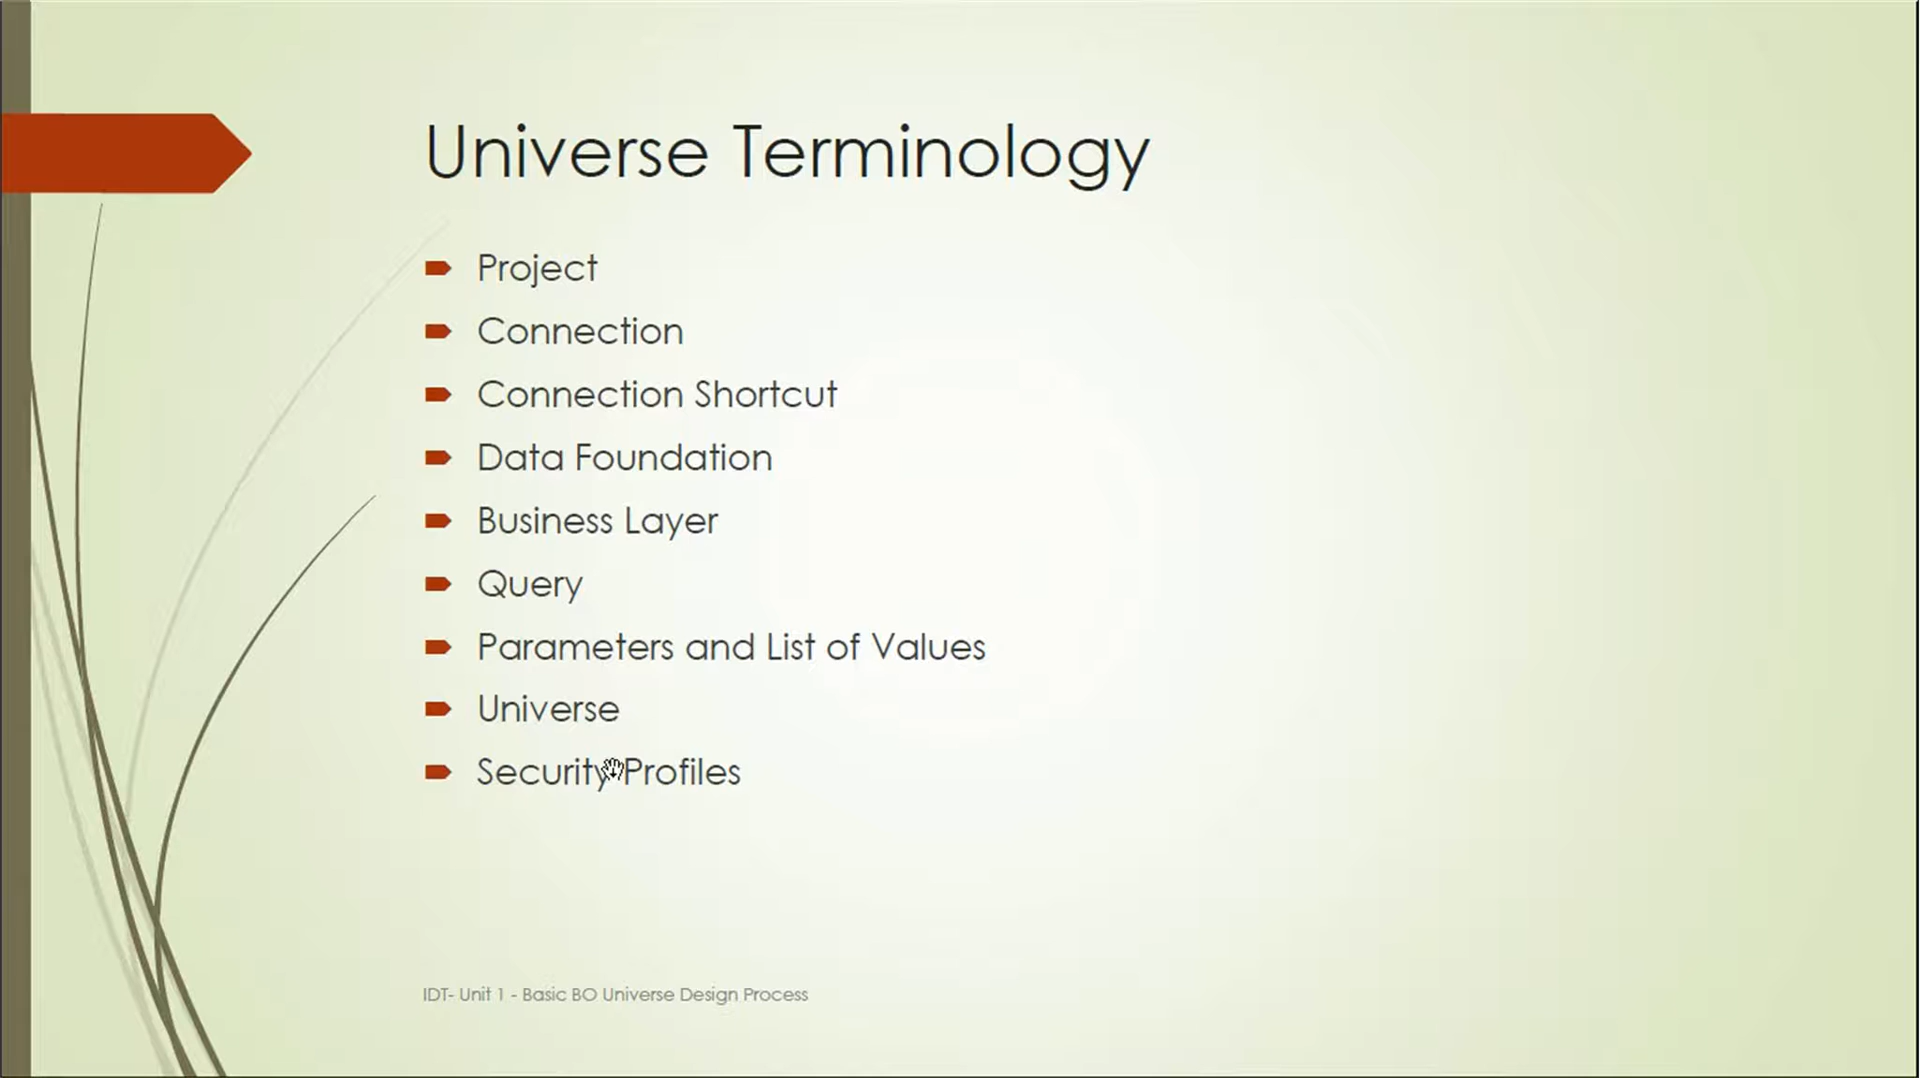 Universe Terminology
Project
Connection
Connection Shortcut
Data Foundation
Business Layer
Query
Parameters and List of Values
Universe
Security Profiles
IDT- Unit 1 - Basic BO Universe Design Process